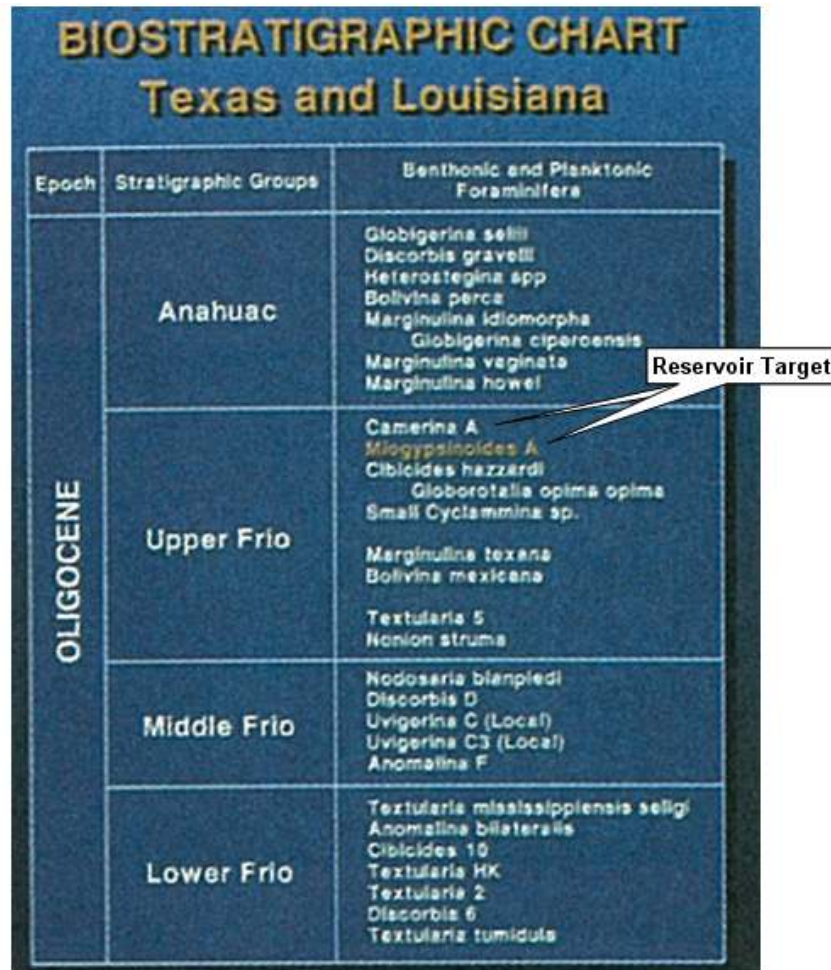 BIOSTRATIGRAPHIC CHART
Texas and Louisiana
Epoch
Stratigraphic Groups
Benthonic and Planktonic
Foraminifera
OLIGOCENE
Anahuac
Globigerina sellii
Discorbis gravelli
Heterostegina spp
Bolivina perca
Marginulina idiomorpha
Globigerina ciperoensis
Marginulina vaginata
Marginulina howei
Reservoir Target
Upper Frio
Camerina A
Miogypsinoides A
Cibicides hazzardi
Globorotalia opima opima
Small Cyclammina sp.
Marginulina texana
Bolivina mexicana
Textularia 5
Nonion struma
Middle Frio
Nodosaria blanpiedi
Discorbis D
Uvigerina C (Local)
Uvigerina C3 (Local)
Anomalina F
Lower Frio
Textularia mississippiensis seligi
Anomalina bilateralis
Cibicides 10
Textularia HK
Textularia 2
Discorbis 6
Textularia tumidula